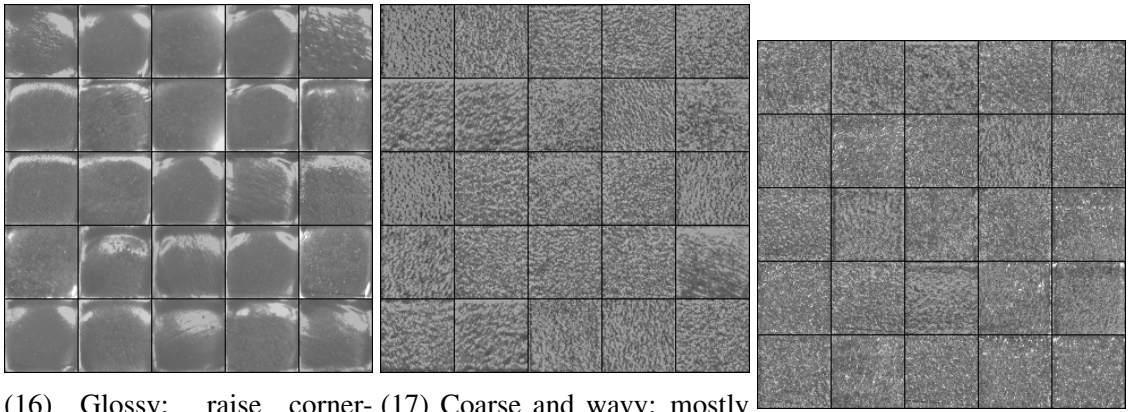 (16) Glossy; raise corner-
(17) Coarse and wavy; mostly